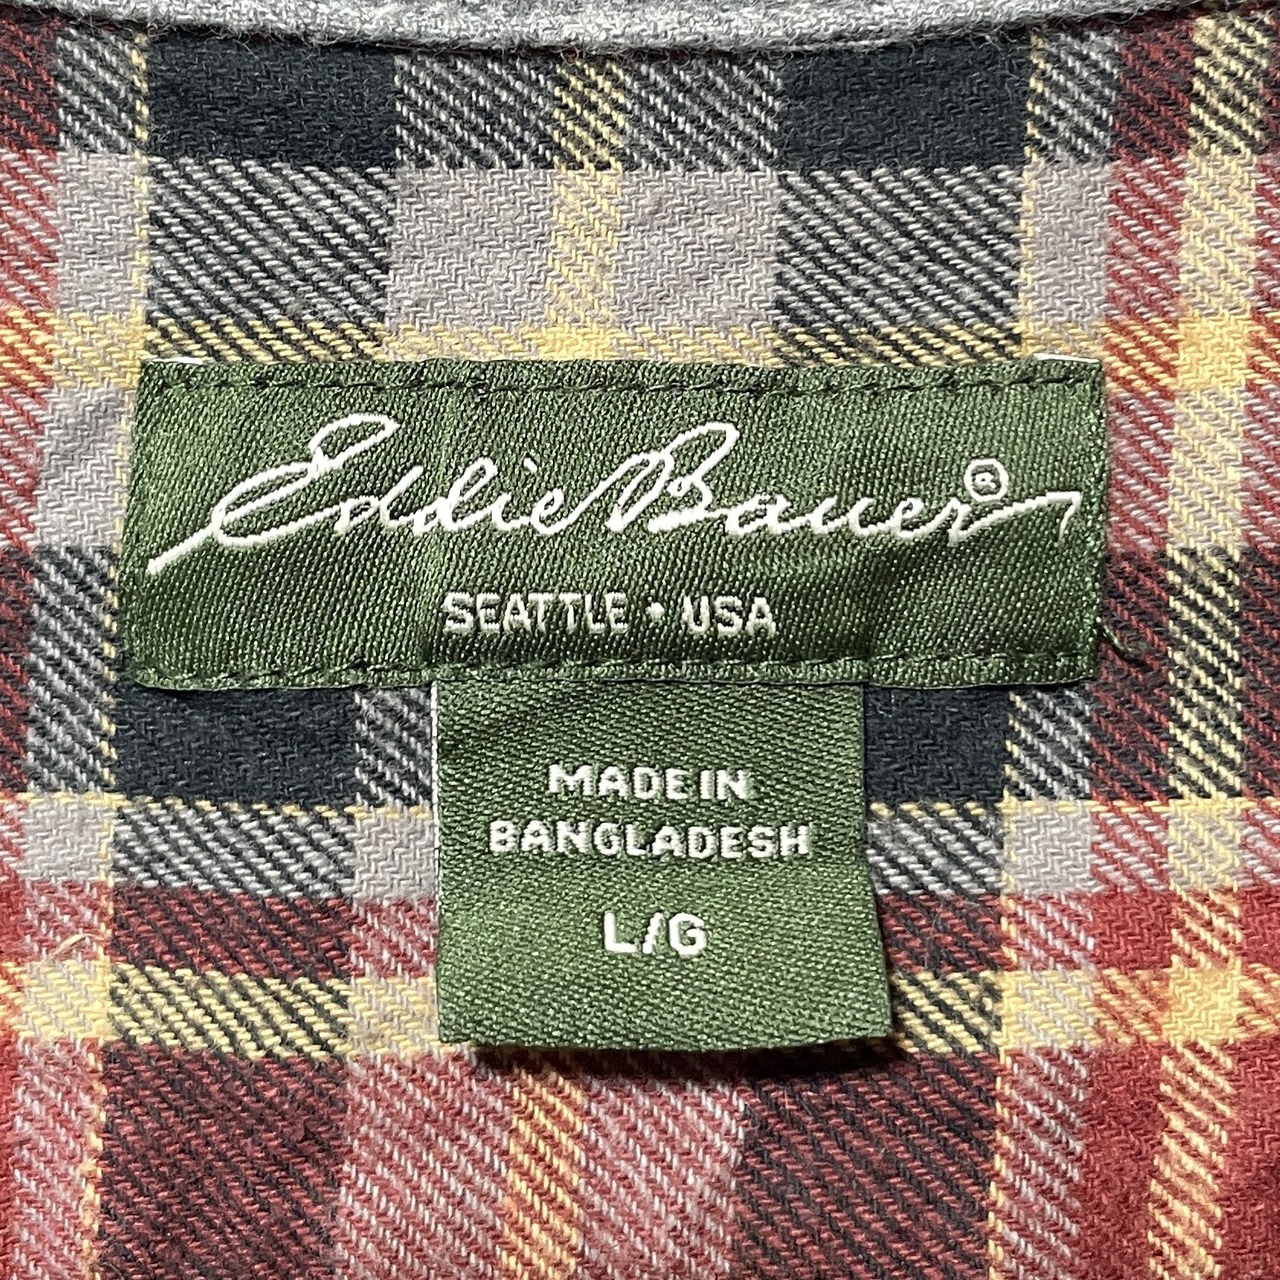 Eddie Bauer®
SEATTLE • USA
MADE IN
BANGLADESH
L/G